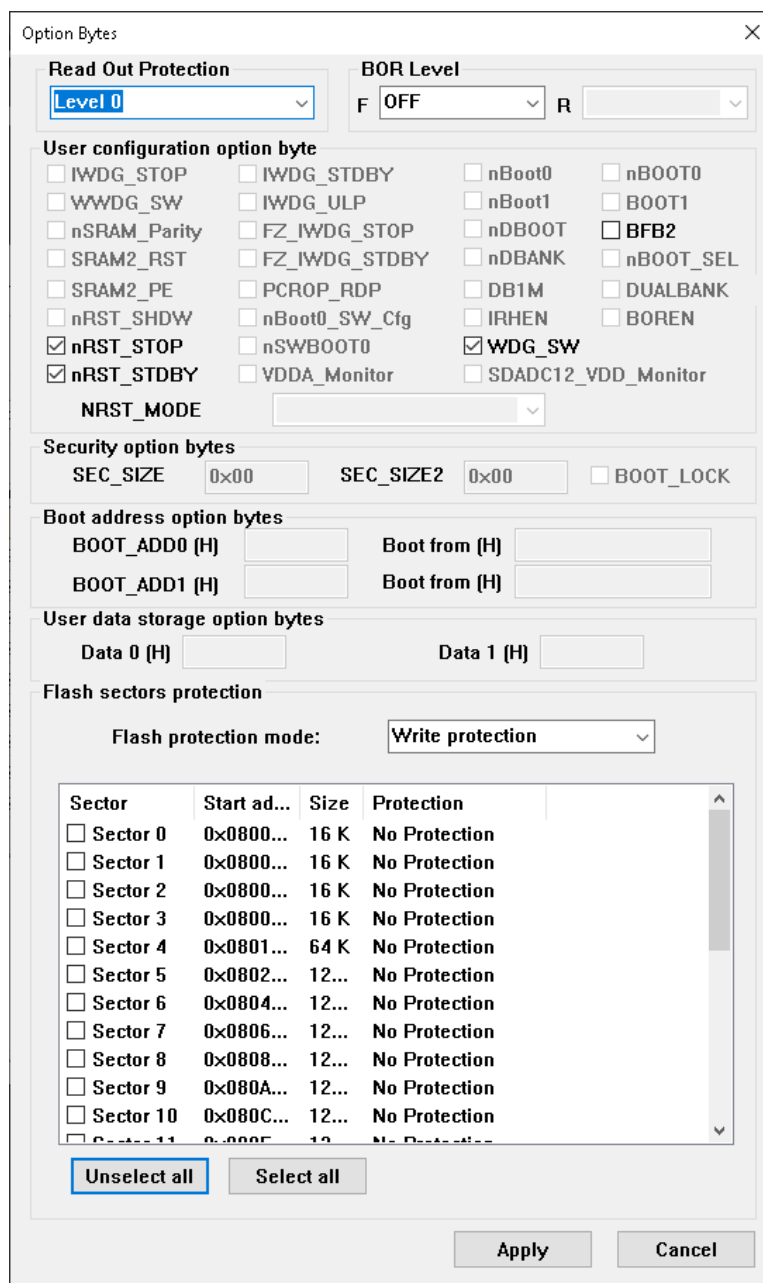 Option Bytes
Read Out Protection
BOR Level
Level 0
F OFF R
User configuration option byte
IWDG_STOP IWDG_STDBY nBoot0 nBOOT0
WWDG_SW IWDG_ULP nBoot1 BOOT1
nSRAM_Parity FZ_IWDG_STOP nDBOOT BFB2
SRAM2_RST FZ_IWDG_STDBY nDBANK nBOOT_SEL
SRAM2_PE PCROP_RDP DB1M DUALBANK
nRST_SHDW nBoot0_SW_Cfg IRHEN BOREN
nRST_STOP nSWBOOT0 WDG_SW
nRST_STDBY VDDA_Monitor SDADC12_VDD_Monitor
NRST_MODE
Security option bytes
SEC_SIZE 0x00 SEC_SIZE2 0x00 BOOT_LOCK
Boot address option bytes
BOOT_ADD0 (H) Boot from (H)
BOOT_ADD1 (H) Boot from (H)
User data storage option bytes
Data 0 (H) Data 1 (H)
Flash sectors protection
Flash protection mode: Write protection
Sector Start ad... Size Protection
Sector 0 0x0800... 16 K No Protection
Sector 1 0x0800... 16 K No Protection
Sector 2 0x0800... 16 K No Protection
Sector 3 0x0800... 16 K No Protection
Sector 4 0x0801... 64 K No Protection
Sector 5 0x0802... 12... No Protection
Sector 6 0x0804... 12... No Protection
Sector 7 0x0806... 12... No Protection
Sector 8 0x0808... 12... No Protection
Sector 9 0x080A... 12... No Protection
Sector 10 0x080C... 12... No Protection
Unselect all Select all
Apply Cancel